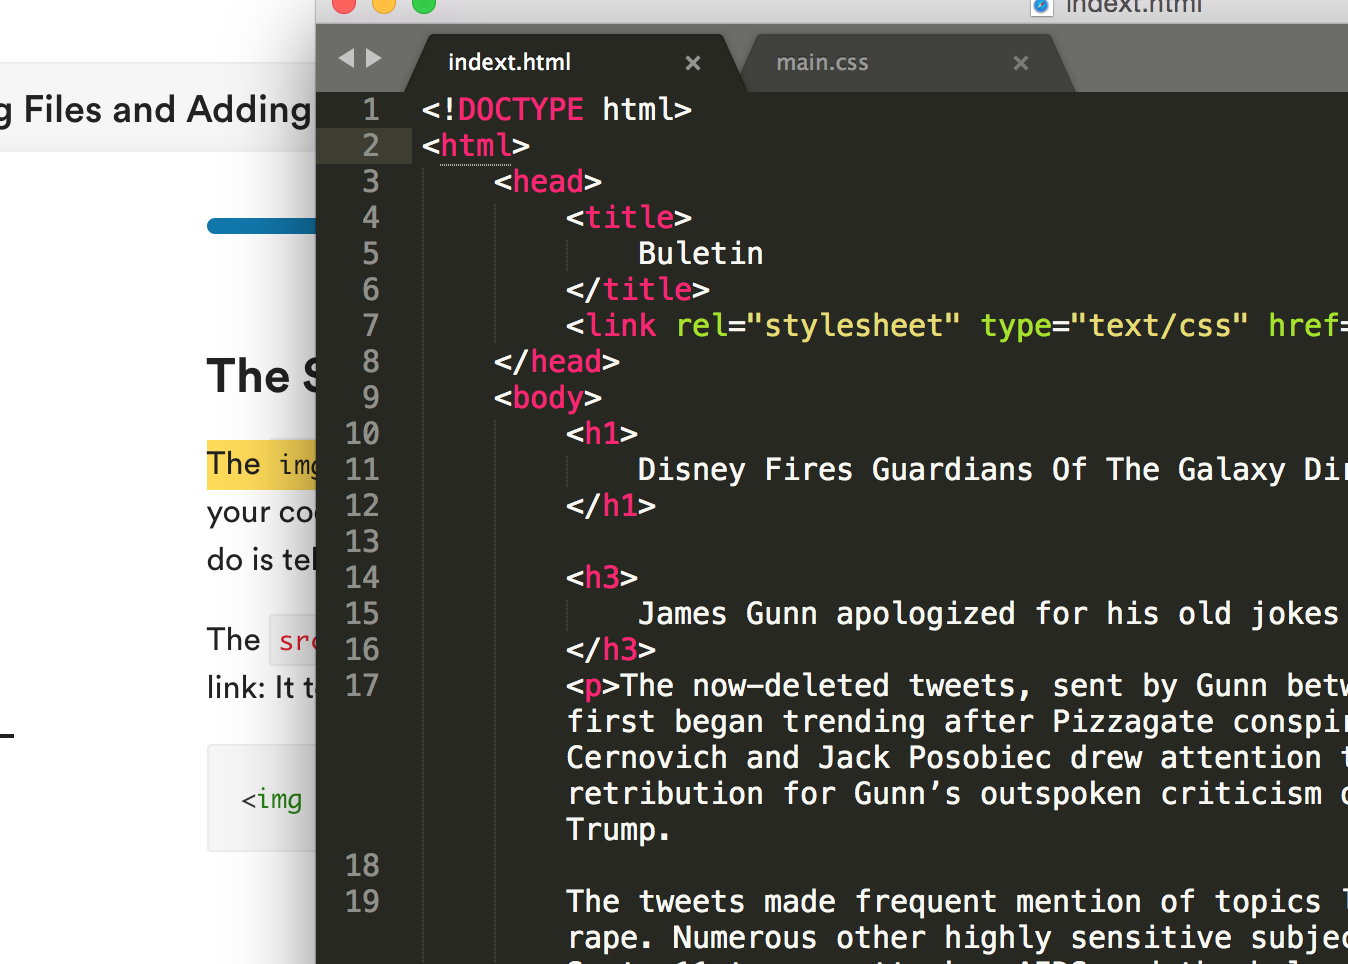 indext.html
g Files and Adding
The S
The img
your co
do is tel
The src
link: It t
<img
indext.html
main.css
1 <!DOCTYPE html>
2 <html>
3 <head>
4 <title>
5 Buletin
6 </title>
7 <link rel="stylesheet" type="text/css" href=
8 </head>
9 <body>
10 <h1>
11 Disney Fires Guardians Of The Galaxy Dir
12 </h1>
13
14 <h3>
15 James Gunn apologized for his old jokes
16 </h3>
17 <p>The now-deleted tweets, sent by Gunn betw
first began trending after Pizzagate conspir
Cernovich and Jack Posobiec drew attention t
retribution for Gunn’s outspoken criticism o
Trump.
18
19 The tweets made frequent mention of topics l
rape. Numerous other highly sensitive subjec